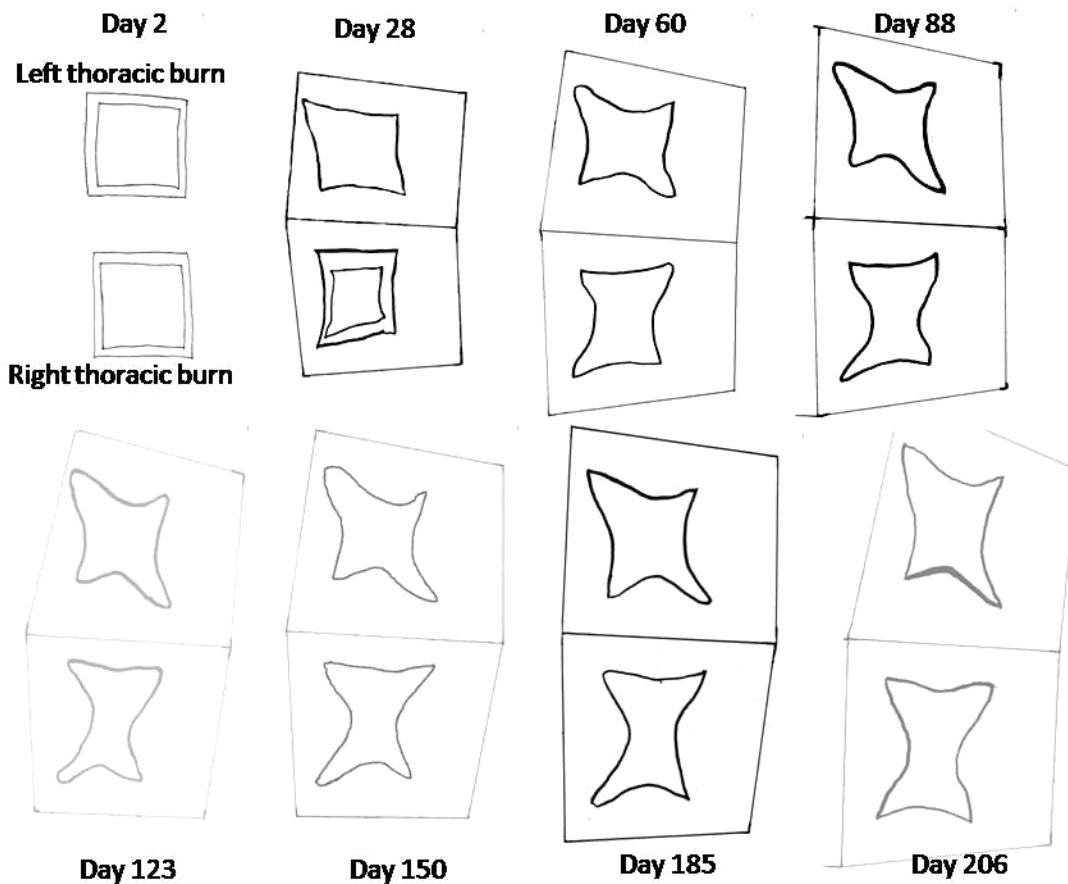 Day 2
Day 28
Day 60
Day 88
Left thoracic burn
Right thoracic burn
Day 123
Day 150
Day 185
Day 206